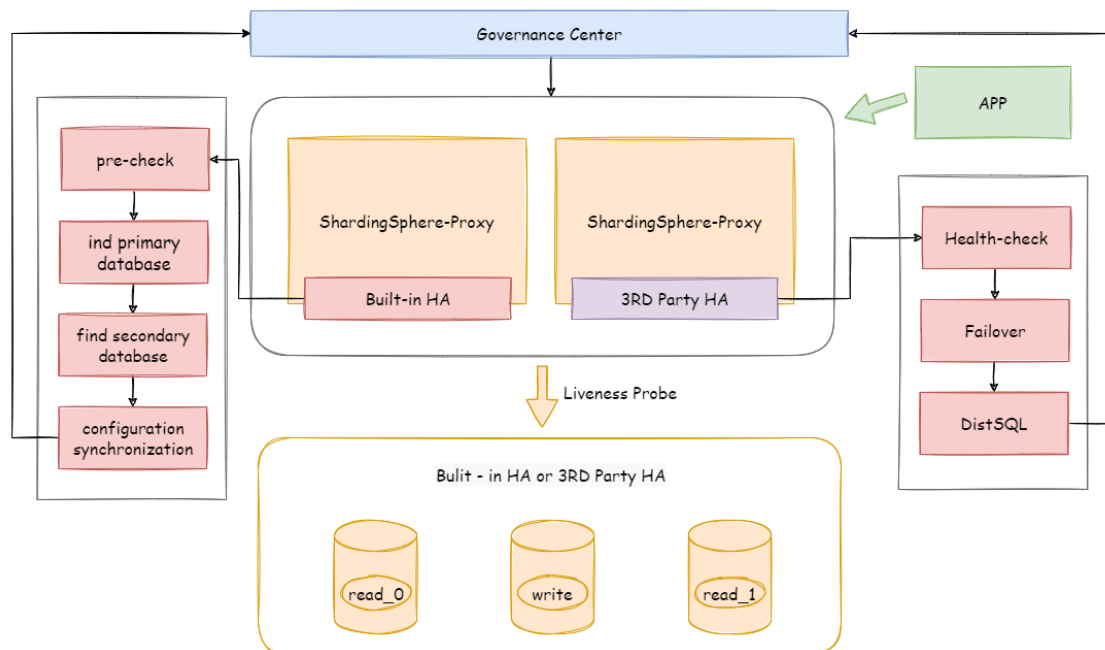 Governance Center
APP
pre-check
ind primary
database
find secondary
database
configuration
synchronization
ShardingSphere-Proxy
Built-in HA
ShardingSphere-Proxy
3RD Party HA
Health-check
Failover
DistSQL
Liveness Probe
Bulit - in HA or 3RD Party HA
read_0
write
read_1